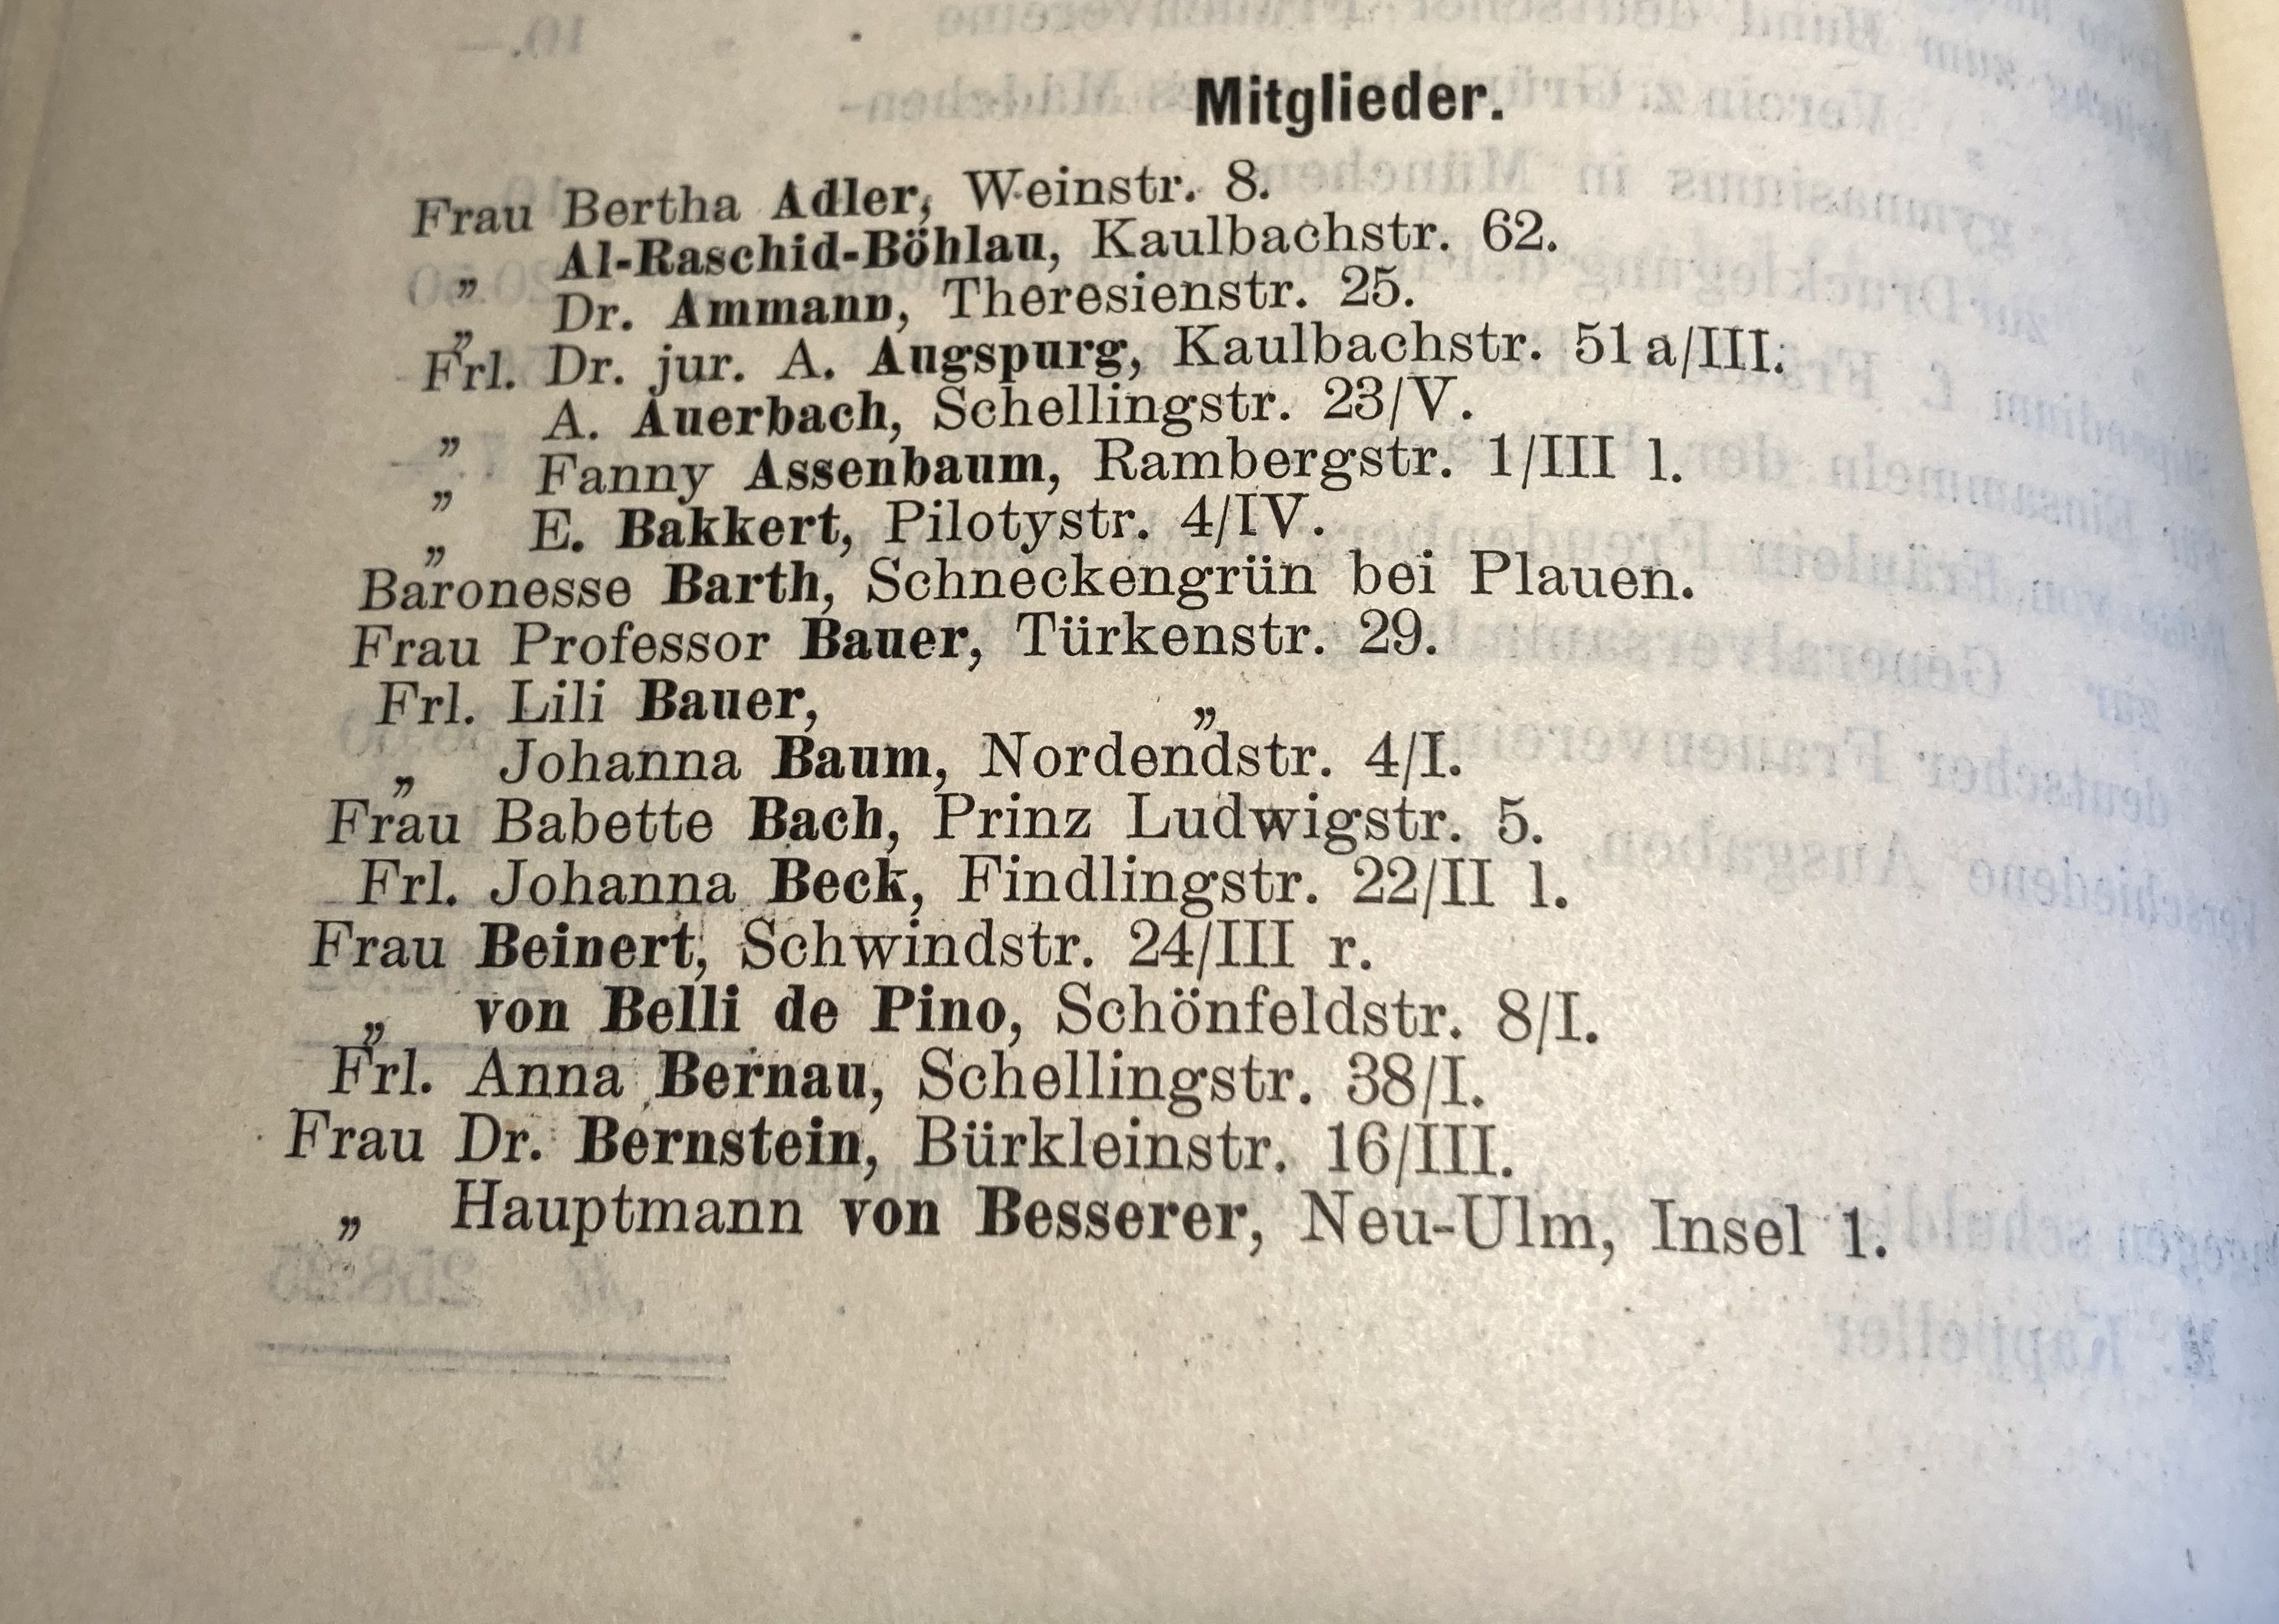 Mitglieder.
Frau Bertha Adler, Weinstr. 8.
„ Al-Raschid-Böhlau, Kaulbachstr. 62.
„ Dr. Ammann, Theresienstr. 25.
Frl. Dr. jur. A. Augspurg, Kaulbachstr. 51a/III.
„ A. Auerbach, Schellingstr. 23/V.
„ Fanny Assenbaum, Rambergstr. 1/III l.
„ E. Bakkert, Pilotystr. 4/IV.
Baronesse Barth, Schneckengrün bei Plauen.
Frau Professor Bauer, Türkenstr. 29.
Frl. Lili Bauer, „
„ Johanna Baum, Nordendstr. 4/I.
Frau Babette Bach, Prinz Ludwigstr. 5.
Frl. Johanna Beck, Findlingstr. 22/II l.
Frau Beinert, Schwindstr. 24/III r.
„ von Belli de Pino, Schönfeldstr. 8/I.
Frl. Anna Bernau, Schellingstr. 38/I.
Frau Dr. Bernstein, Bürkleinstr. 16/III.
„ Hauptmann von Besserer, Neu-Ulm, Insel 1.